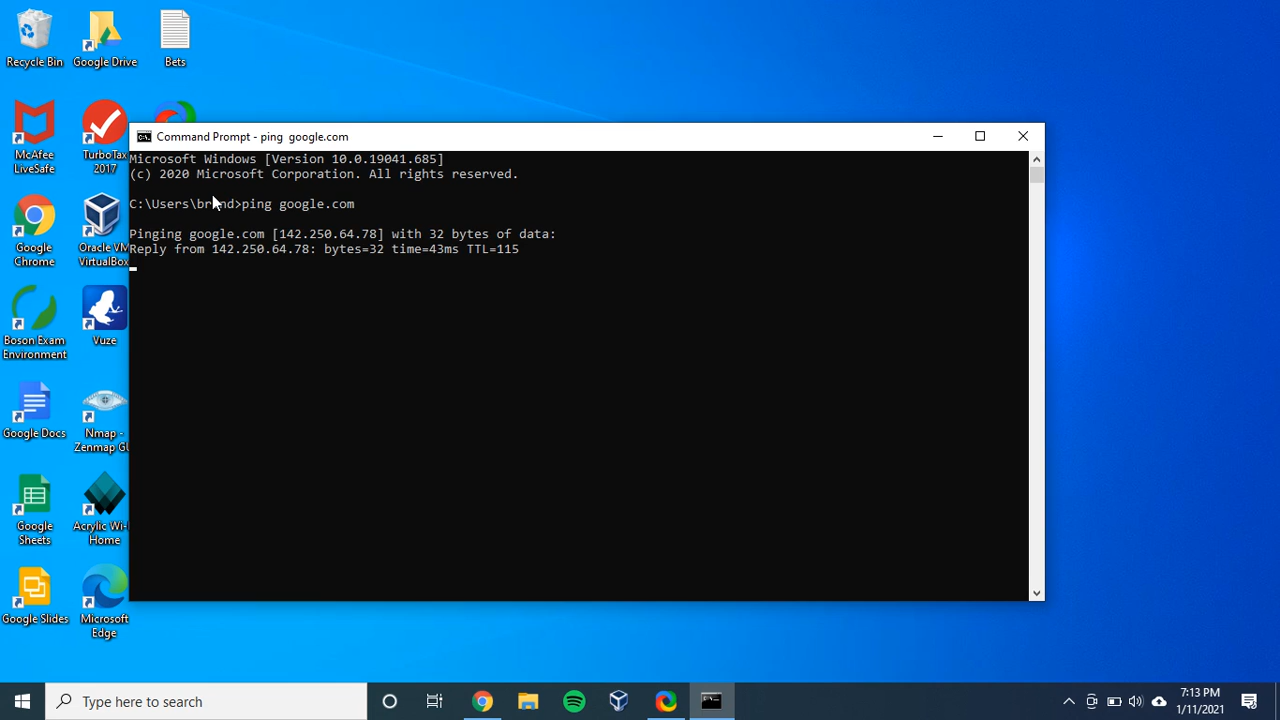 Recycle Bin
Google Drive
Bets
McAfee
LiveSafe
TurboTax
2017
Google
Chrome
Oracle VM
VirtualBox
Boson Exam
Environment
Vuze
Google Docs
Nmap -
Zenmap GU
Google
Sheets
Acrylic Wi-
Home
Google Slides
Microsoft
Edge
Command Prompt - ping  google.com
Microsoft Windows [Version 10.0.19041.685]
(c) 2020 Microsoft Corporation. All rights reserved.
ping google.com
Pinging google.com [142.250.64.78] with 32 bytes of data:
Reply from 142.250.64.78: bytes=32 time=43ms TTL=115
Type here to search
7:13 PM
1/11/2021